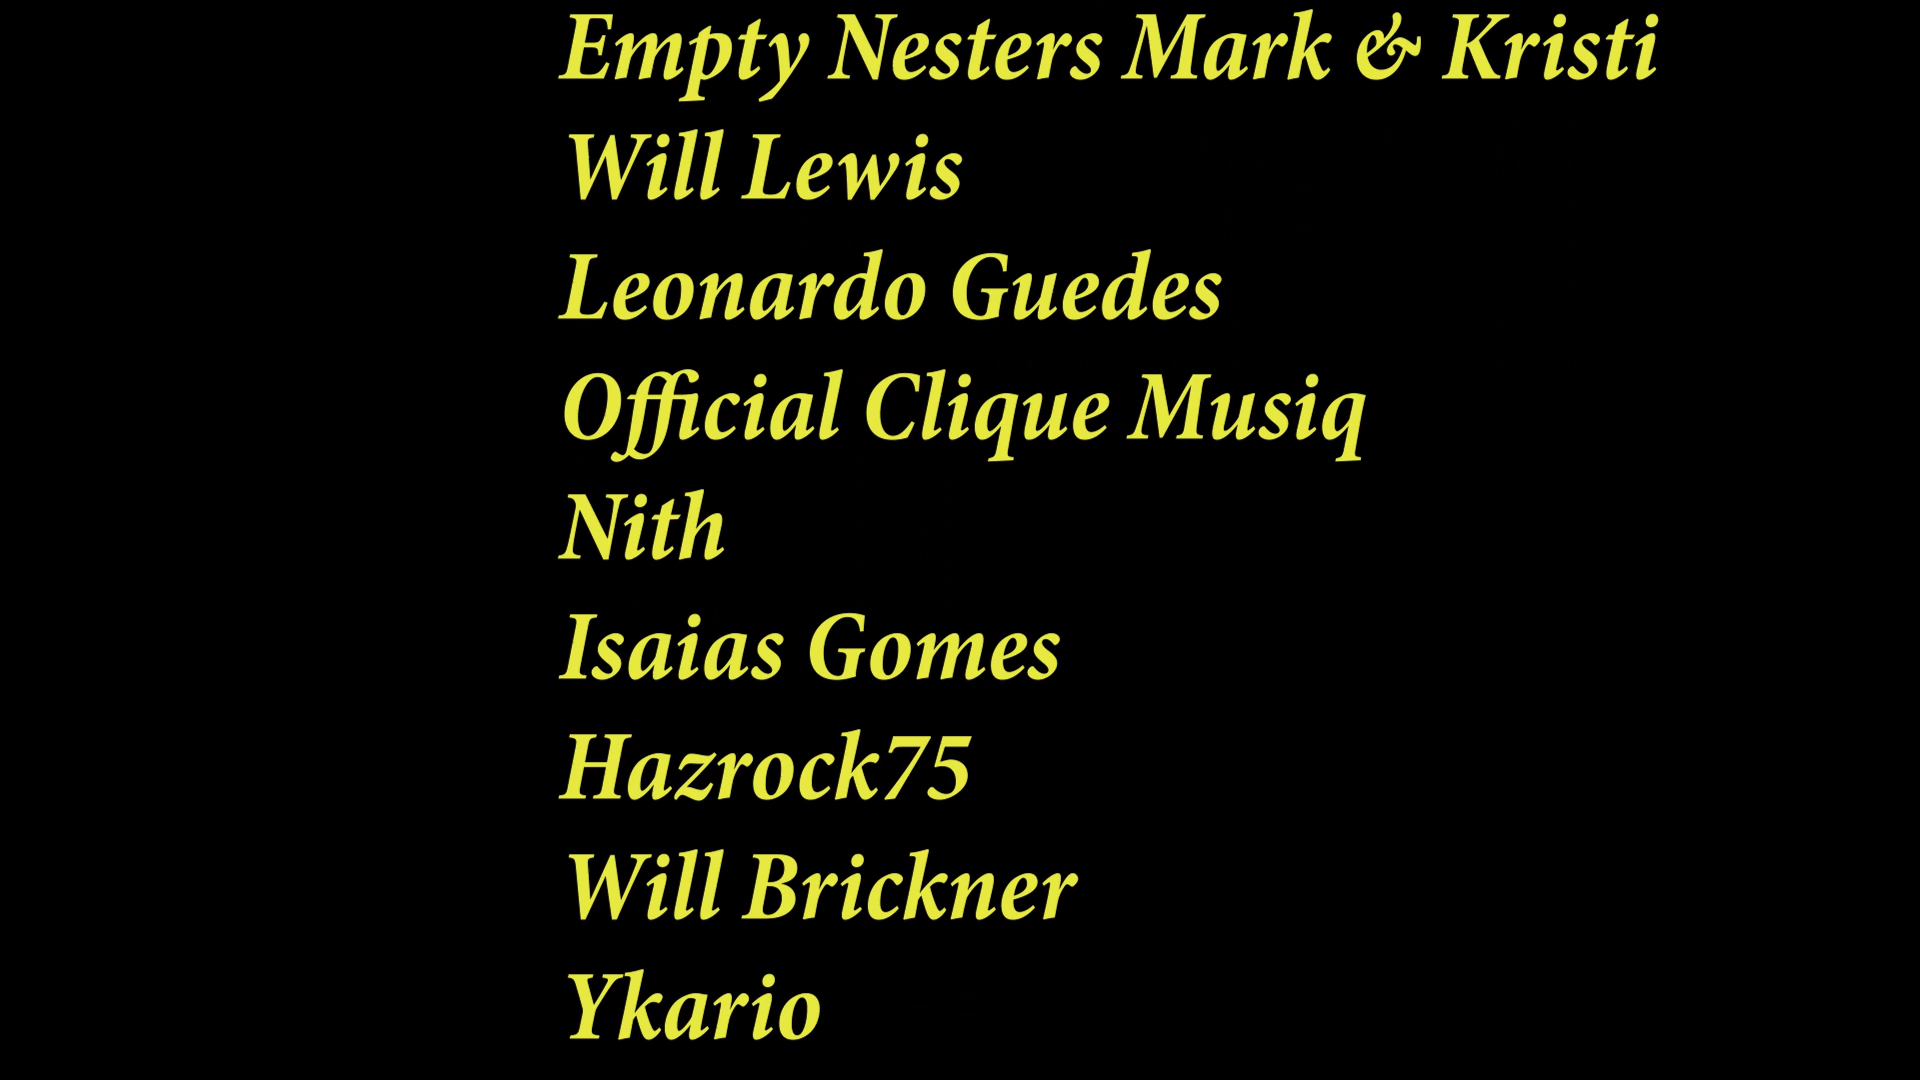 Empty Nesters Mark & Kristi
Will Lewis
Leonardo Guedes
Official Clique Musiq
Nith
Isaias Gomes
Hazrock75
Will Brickner
Ykario